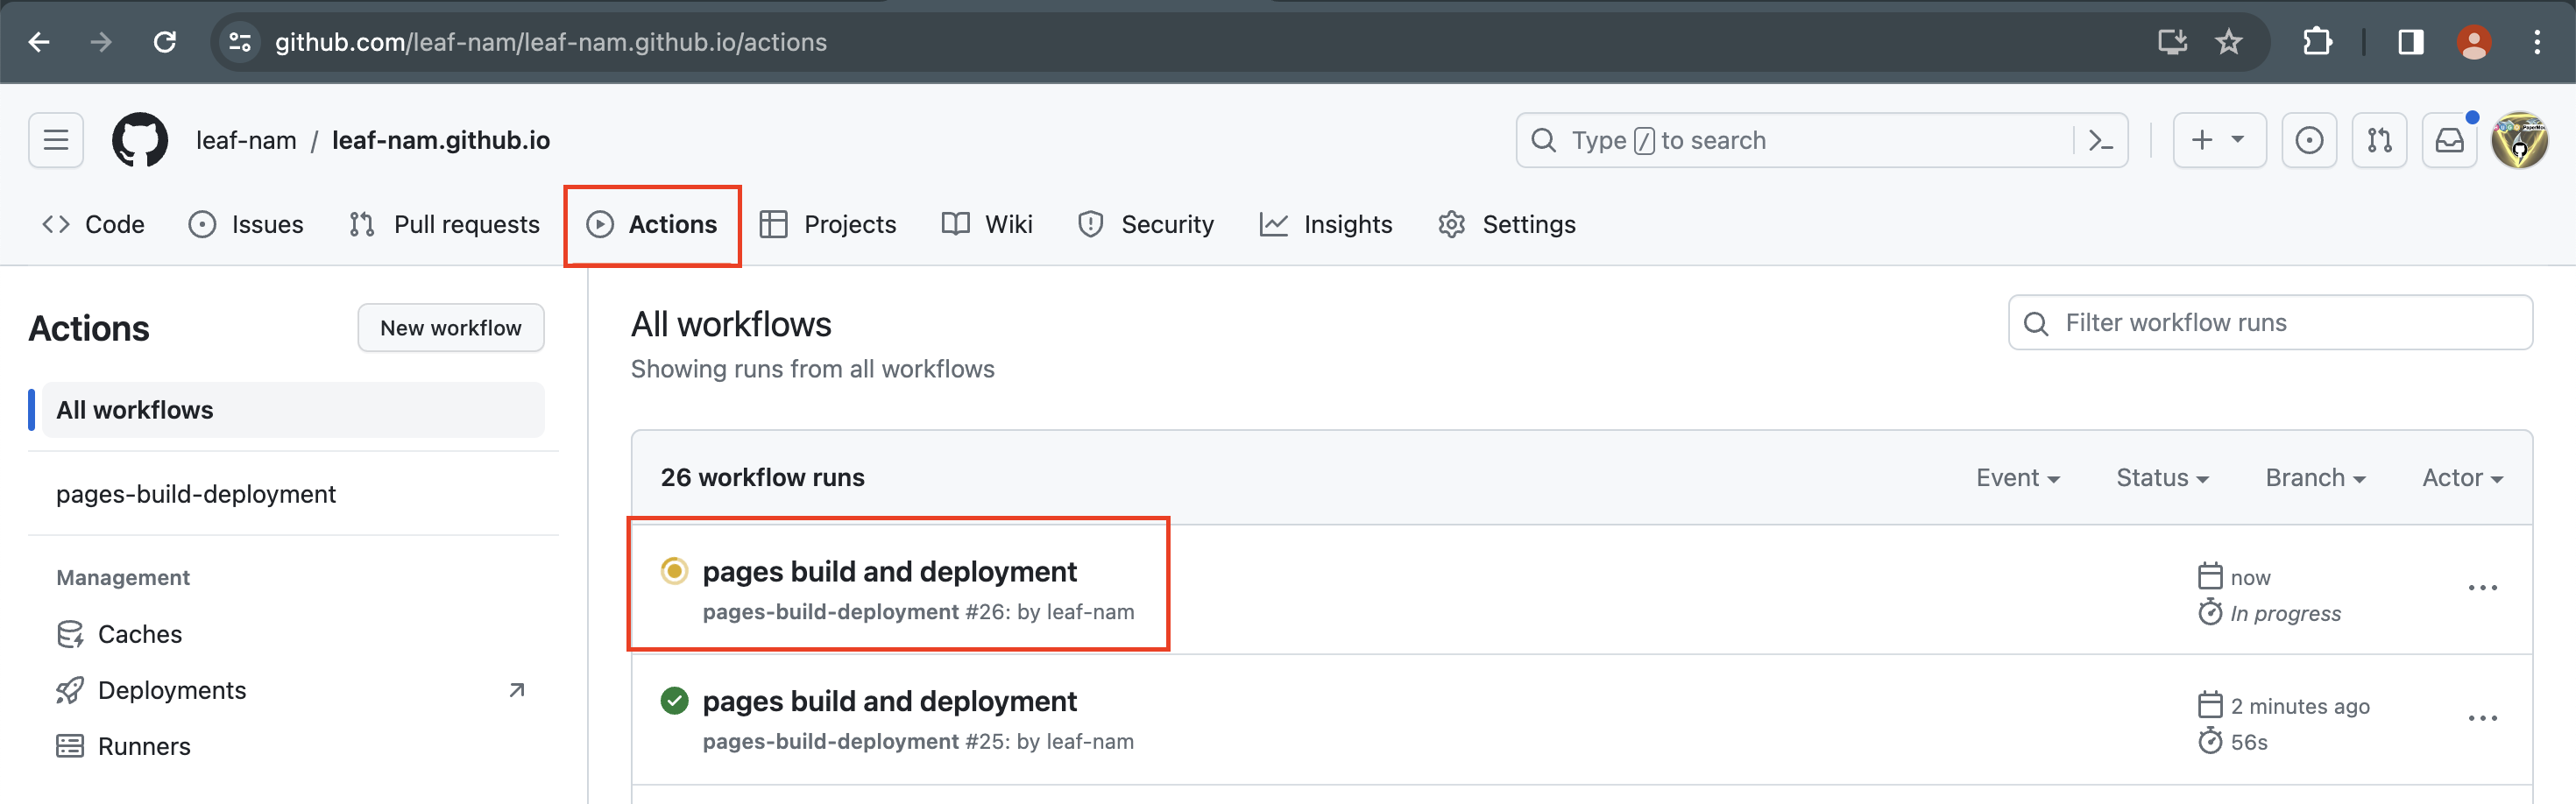 github.com/leaf-nam/leaf-nam.github.io/actions
leaf-nam / leaf-nam.github.io
Type / to search
Code Issues Pull requests Actions Projects Wiki Security Insights Settings
Actions
New workflow
All workflows
pages-build-deployment
Management
Caches
Deployments
Runners
All workflows
Showing runs from all workflows
Filter workflow runs
26 workflow runs
Event Status Branch Actor
pages build and deployment
pages-build-deployment #26: by leaf-nam
now
In progress
pages build and deployment
pages-build-deployment #25: by leaf-nam
2 minutes ago
56s